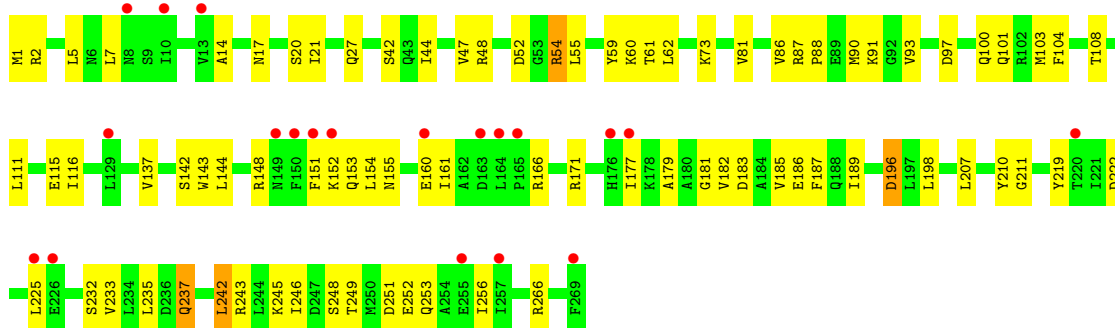 M1 R2 L5 N6 L7 N8 S9 I10 V13 A14 N17 S20 I21 Q27 S42 Q43 I44 V47 R48 D52 G53 R54 L55 Y59 K60 T61 L62 K73 V81 V86 R87 P88 E89 M90 K91 G92 V93 D97 Q100 Q101 R102 M103 F104 T108
L111 E115 I116 L129 V137 S142 W143 L144 R148 N149 F150 F151 K152 Q153 L154 N155 E160 I161 A162 D163 L164 P165 R166 R171 H176 I177 K178 A179 A180 G181 V182 D183 A184 V185 E186 F187 Q188 I189 D196 L197 L198 L207 Y210 G211 Y219 T220 I221 D222
L225 E226 S232 V233 L234 L235 D236 Q237 L242 R243 L244 K245 I246 D247 S248 T249 M250 D251 E252 Q253 A254 E255 I256 I257 R266 F269